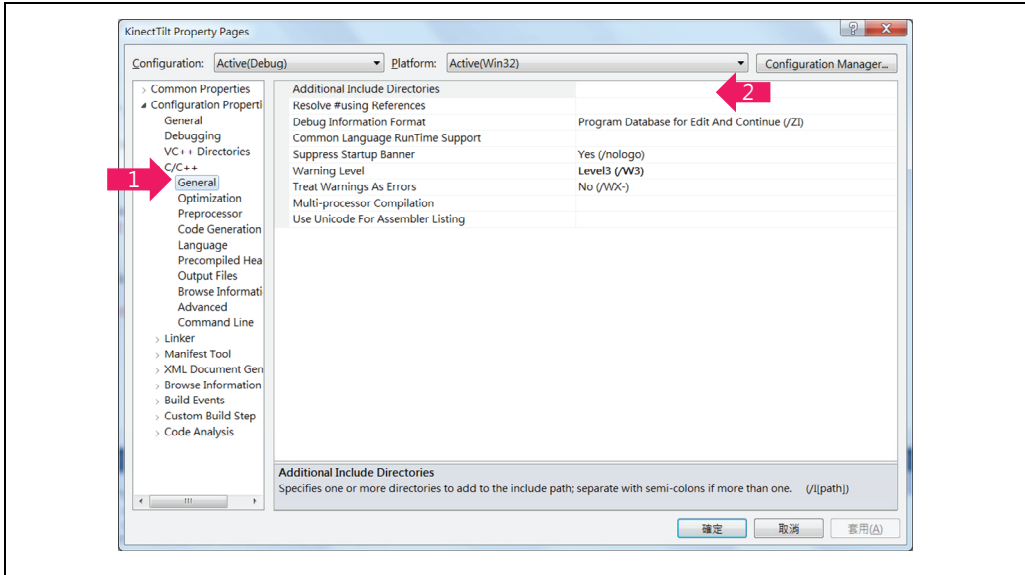 KinectTilt Property Pages
Configuration: Active(Debug) Platform: Active(Win32) Configuration Manager...
Common Properties
Configuration Properti
General
Debugging
VC++ Directories
C/C++
1
General
Optimization
Preprocessor
Code Generation
Language
Precompiled Hea
Output Files
Browse Informati
Advanced
Command Line
Linker
Manifest Tool
XML Document Gen
Browse Information
Build Events
Custom Build Step
Code Analysis
Additional Include Directories
2
Resolve #using References
Debug Information Format Program Database for Edit And Continue (/ZI)
Common Language RunTime Support
Suppress Startup Banner Yes (/nologo)
Warning Level Level3 (/W3)
Treat Warnings As Errors No (/WX-)
Multi-processor Compilation
Use Unicode For Assembler Listing
Additional Include Directories
Specifies one or more directories to add to the include path; separate with semi-colons if more than one. (/I[path])
確定 取消 套用(A)